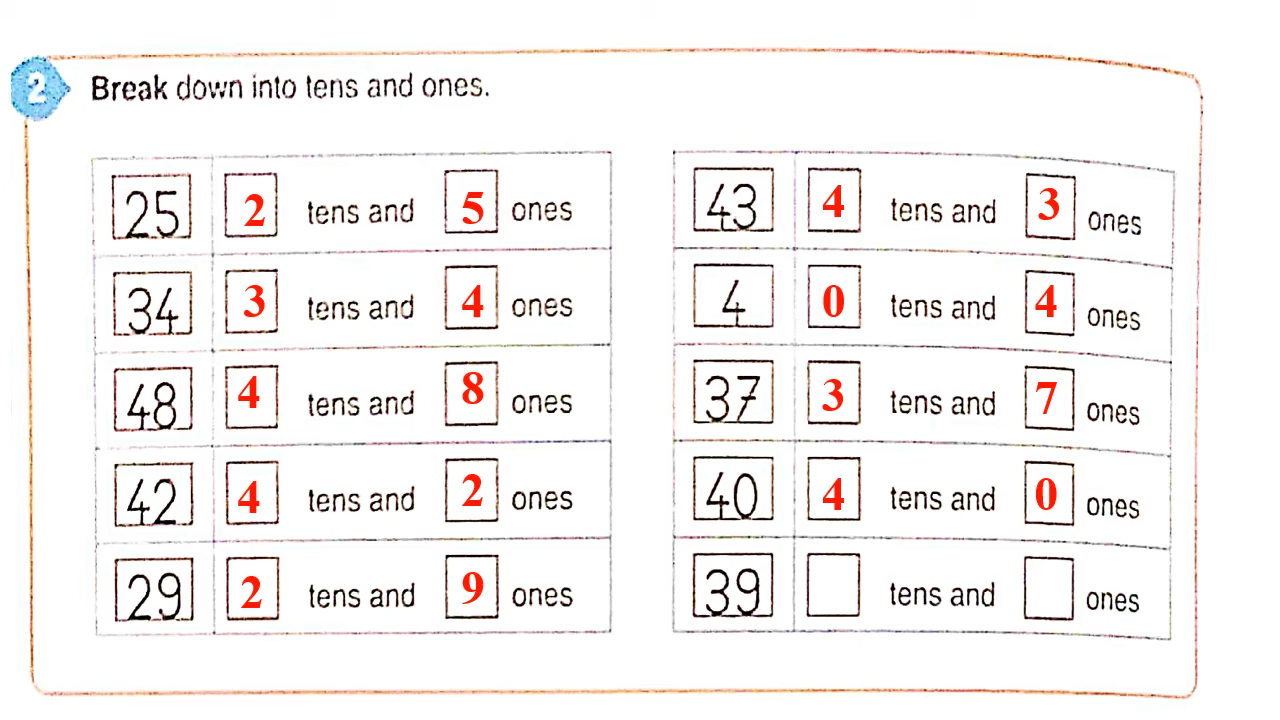 2 Break down into tens and ones.
25 2 tens and 5 ones
34 3 tens and 4 ones
48 4 tens and 8 ones
42 4 tens and 2 ones
29 2 tens and 9 ones
43 4 tens and 3 ones
4 0 tens and 4 ones
37 3 tens and 7 ones
40 4 tens and 0 ones
39 tens and ones